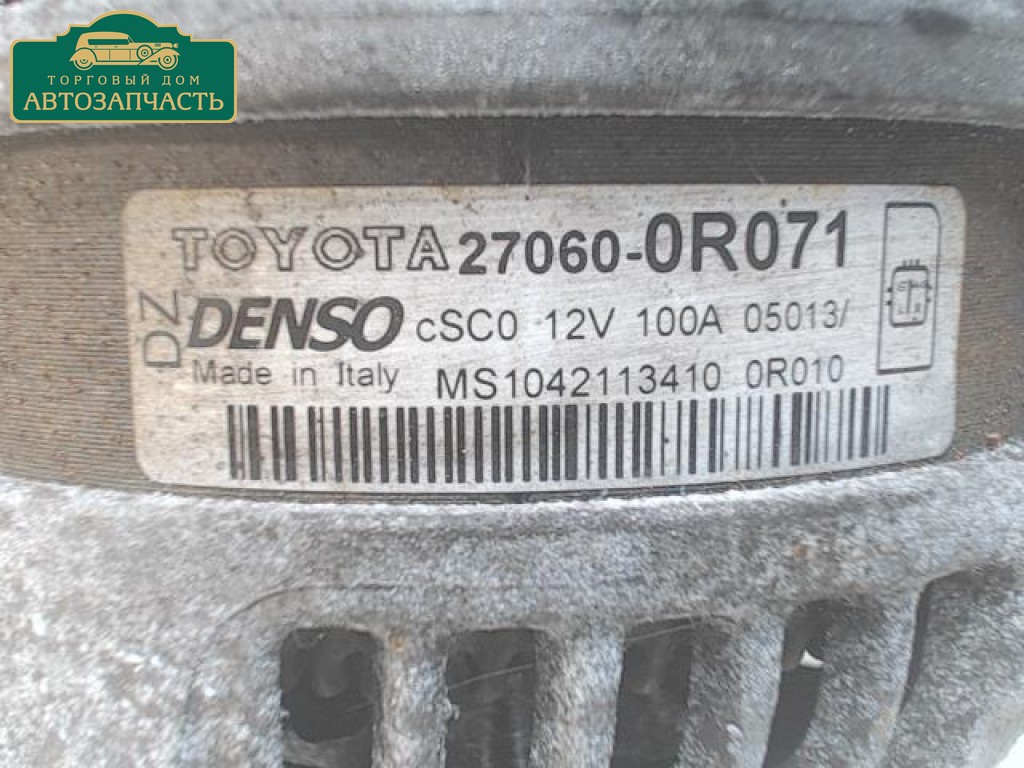 ТОРГОВЫЙ ДОМ
АВТОЗАПЧАСТЬ
TOYOTA 27060-0R071
DZ
DENSO cSC0 12V 100A 05013/
Made in Italy MS1042113410 0R010